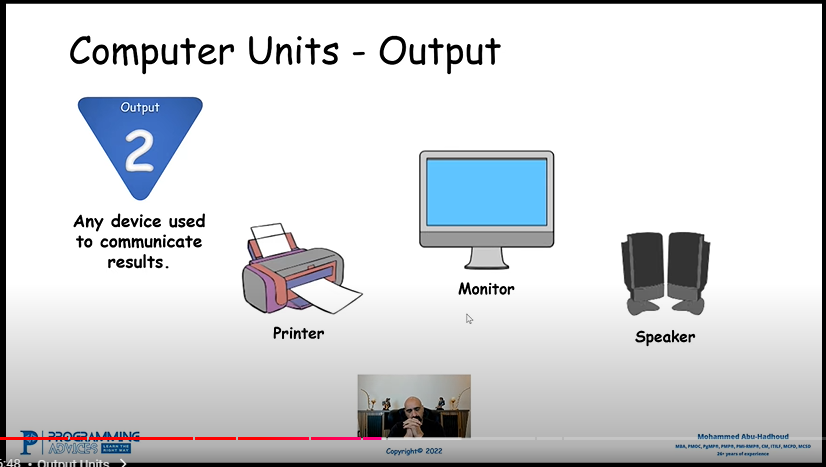 Computer Units - Output
Output
2
Any device used
to communicate
results.
Printer
Monitor
Speaker
P
PROGRAMMING
ADVICES
LEARN THE
RIGHT WAY
Copyright© 2022
Mohammed Abu-Hadhoud
MBA, PMOC, PgMP®, PMP®, PMI-RMP®, CM, ITILF, MCPD, MCSD
26+ years of experience
5:48 • Output Units >